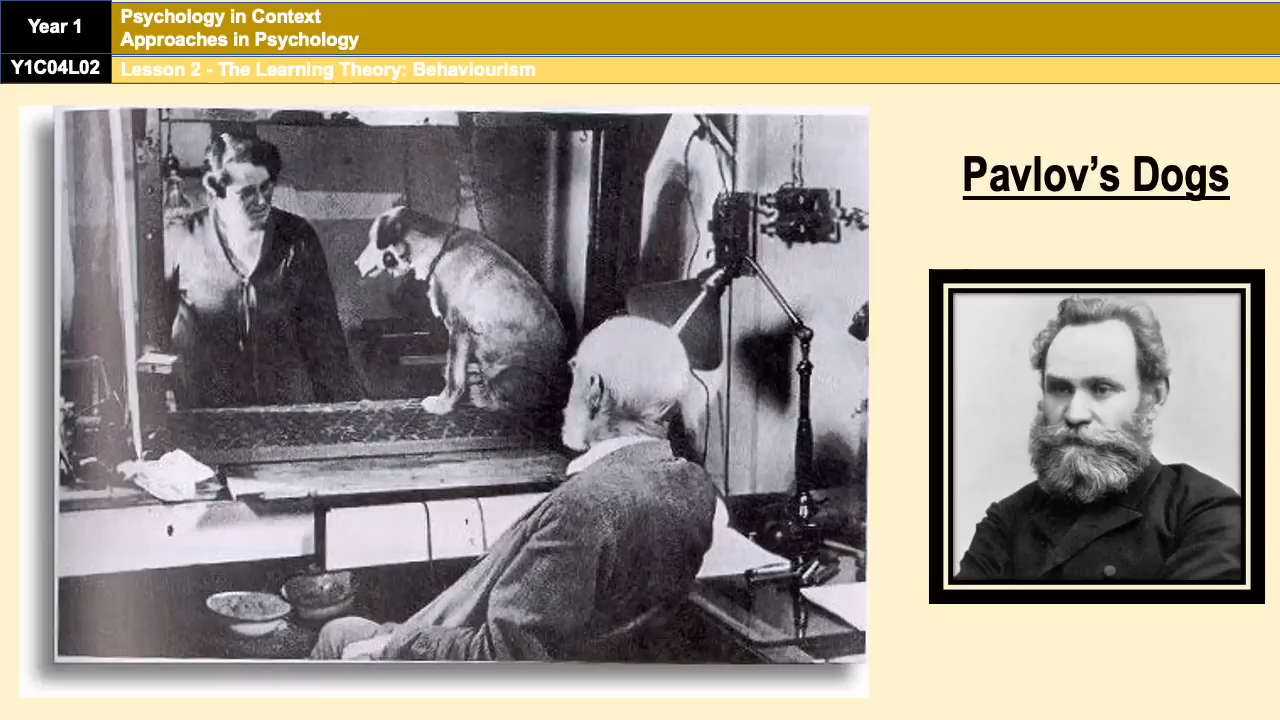 Year 1
Psychology in Context
Approaches in Psychology
Y1C04L02
Lesson 2 - The Learning Theory: Behaviourism
Pavlov’s Dogs